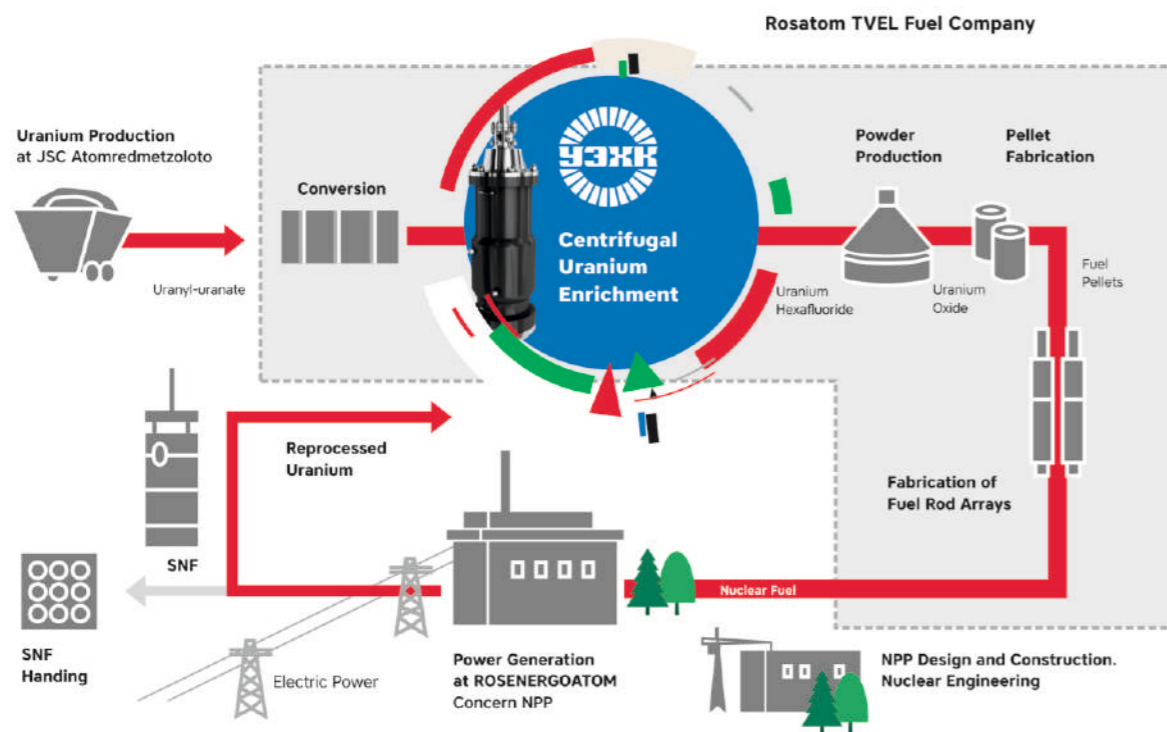 Rosatom TVEL Fuel Company
Uranium Production
at JSC Atomredmetzoloto
Conversion
Uranyl-uranate
УЭХК
Centrifugal
Uranium
Enrichment
Powder
Production
Pellet
Fabrication
Uranium
Hexafluoride
Uranium
Oxide
Fuel
Pellets
Reprocessed
Uranium
Fabrication of
Fuel Rod Arrays
SNF
Nuclear Fuel
SNF
Handing
Electric Power
Power Generation
at ROSENERGOATOM
Concern NPP
NPP Design and Construction.
Nuclear Engineering